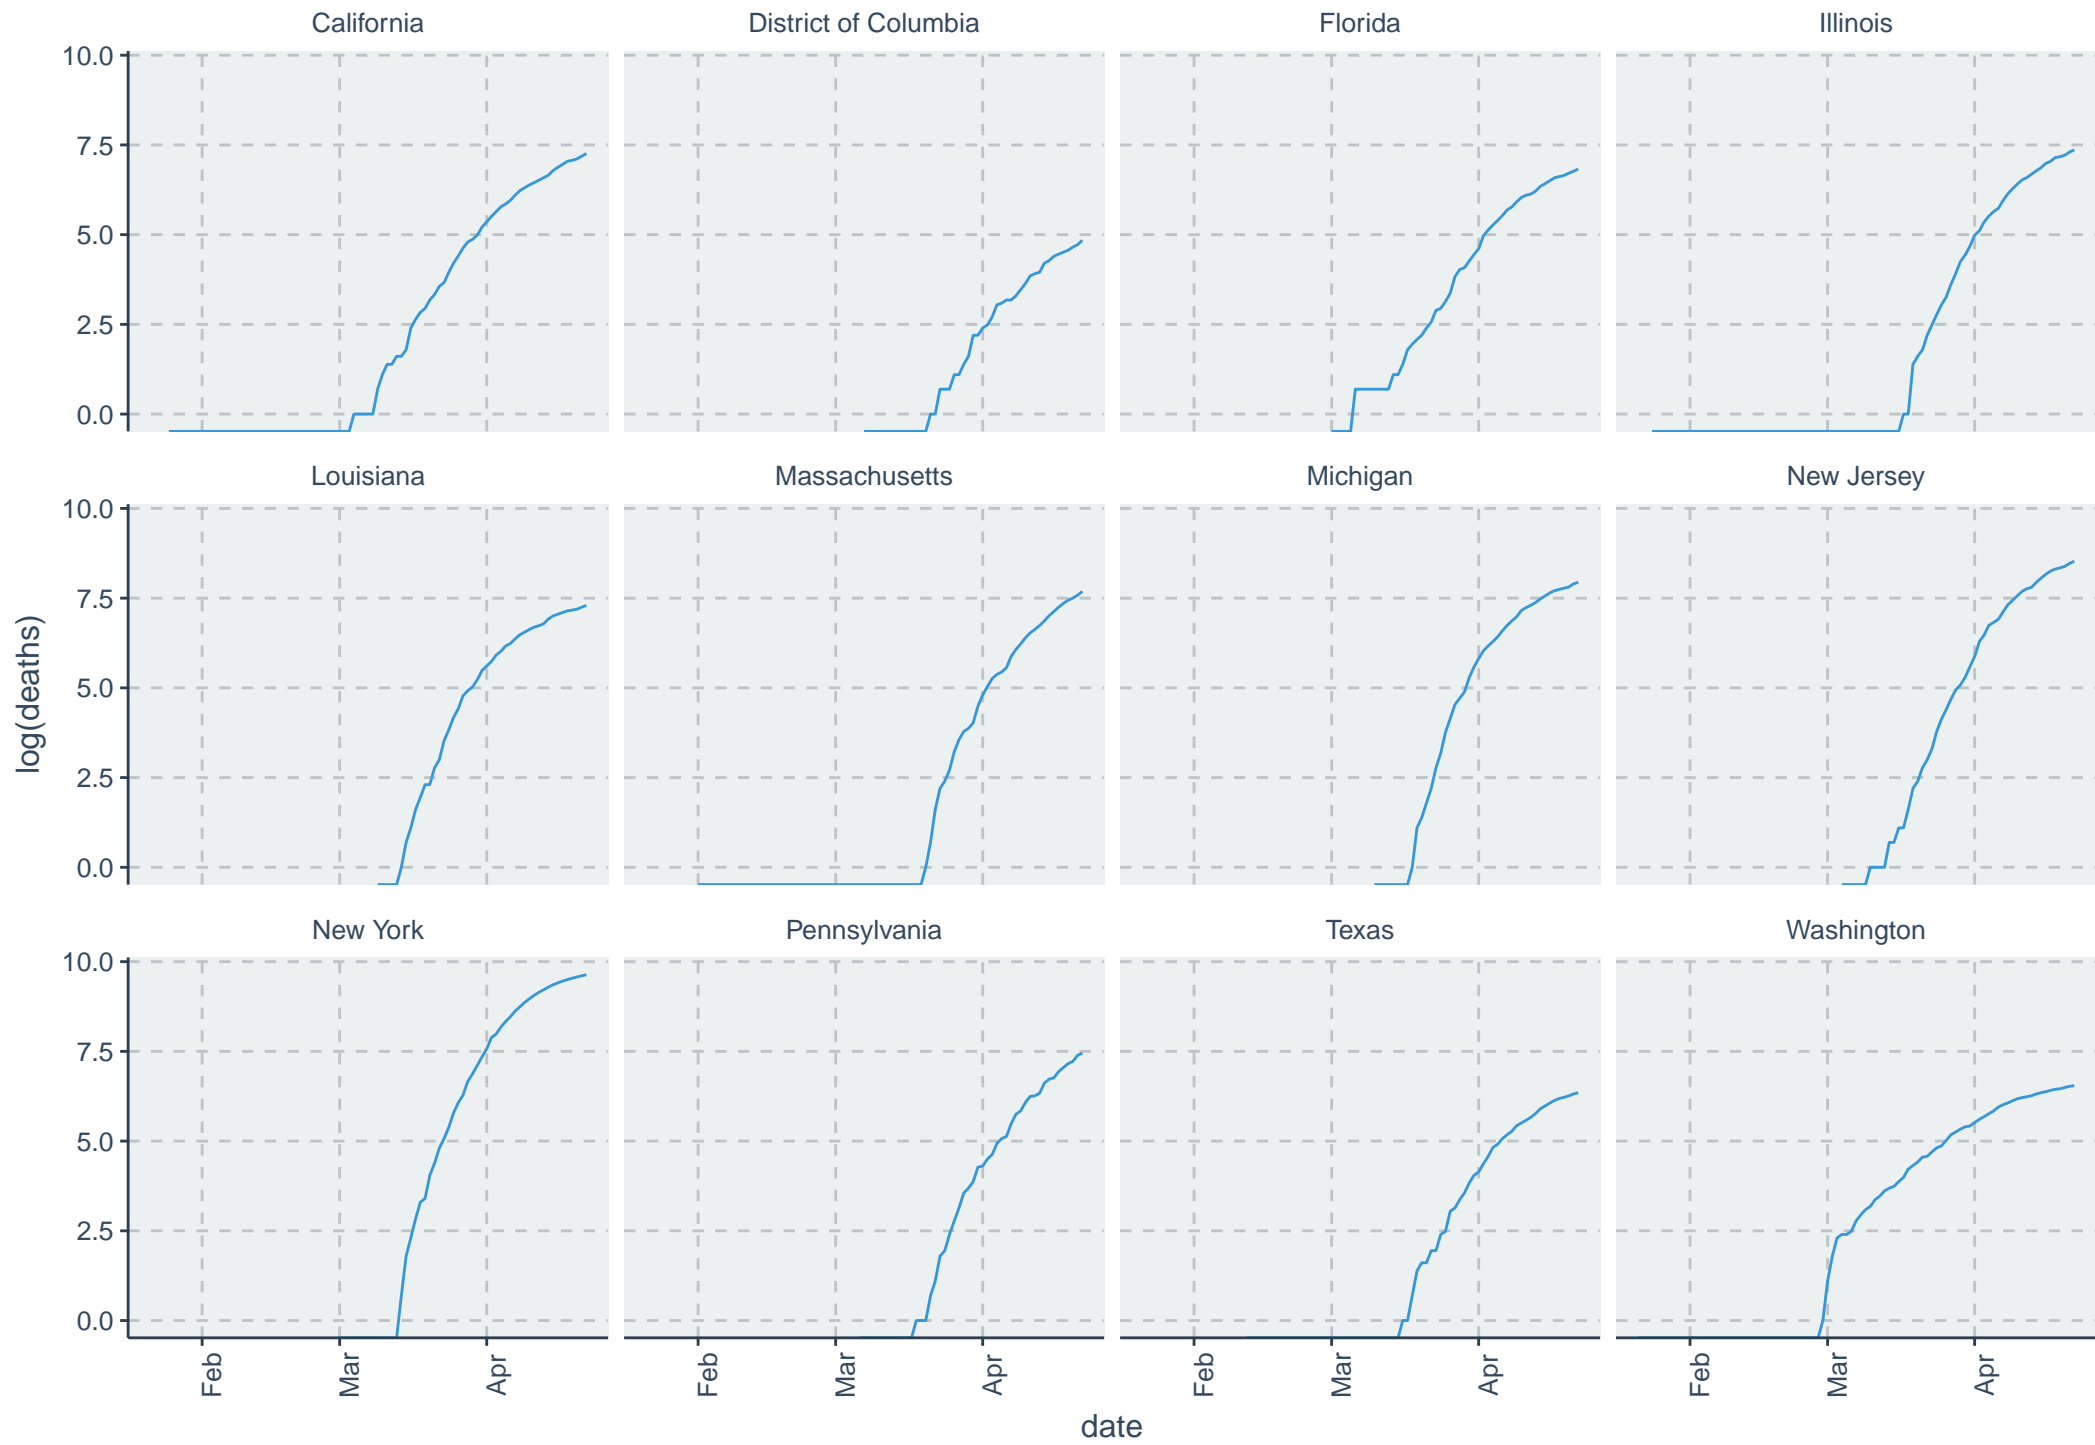 California
District of Columbia
Florida
Illinois
10.0
7.5
5.0
2.5
0.0
Louisiana
Massachusetts
Michigan
New Jersey
10.0
7.5
5.0
2.5
0.0
log(deaths)
New York
Pennsylvania
Texas
Washington
10.0
7.5
5.0
2.5
0.0
Feb
Mar
Apr
Feb
Mar
Apr
Feb
Mar
Apr
Feb
Mar
Apr
date